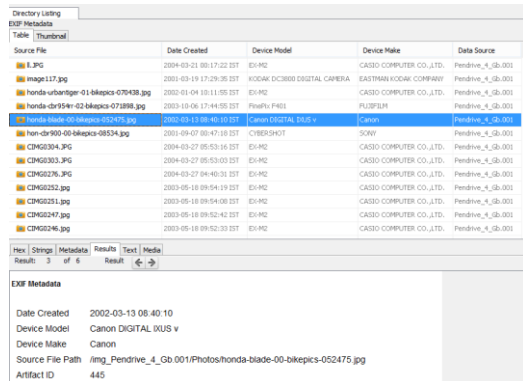 Directory Listing
EXIF Metadata
Table Thumbnail
Source File Date Created Device Model Device Make Data Source
II.JPG 2004-03-21 00:17:22 IST EX-M2 CASIO COMPUTER CO.,LTD. Pendrive_4_Gb.001
image117.jpg 2001-03-19 17:29:35 IST KODAK DC3800 DIGITAL CAMERA EASTMAN KODAK COMPANY Pendrive_4_Gb.001
honda-urbantiger-01-bikepics-070438.jpg 2002-01-04 10:11:55 IST EX-M2 CASIO COMPUTER CO.,LTD. Pendrive_4_Gb.001
honda-cbr954rr-02-bikepics-071898.jpg 2003-10-06 17:44:55 IST FinePix F401 FUJIFILM Pendrive_4_Gb.001
honda-blade-00-bikepics-052475.jpg 2002-03-13 08:40:10 IST Canon DIGITAL IXUS v Canon Pendrive_4_Gb.001
hon-cbr900-00-bikepics-08534.jpg 2001-09-07 00:47:18 IST CYBERSHOT SONY Pendrive_4_Gb.001
CIMG0304.JPG 2004-03-27 05:53:16 IST EX-M2 CASIO COMPUTER CO.,LTD. Pendrive_4_Gb.001
CIMG0303.JPG 2004-03-27 05:53:03 IST EX-M2 CASIO COMPUTER CO.,LTD. Pendrive_4_Gb.001
CIMG0276.JPG 2004-03-27 04:40:31 IST EX-M2 CASIO COMPUTER CO.,LTD. Pendrive_4_Gb.001
CIMG0252.jpg 2003-05-18 09:54:19 IST EX-M2 CASIO COMPUTER CO.,LTD. Pendrive_4_Gb.001
CIMG0251.jpg 2003-05-18 09:54:08 IST EX-M2 CASIO COMPUTER CO.,LTD. Pendrive_4_Gb.001
CIMG0247.jpg 2003-05-18 09:52:42 IST EX-M2 CASIO COMPUTER CO.,LTD. Pendrive_4_Gb.001
CIMG0246.jpg 2003-05-18 09:52:33 IST EX-M2 CASIO COMPUTER CO.,LTD. Pendrive_4_Gb.001
Hex Strings Metadata Results Text Media
Result: 3 of 6 Result
EXIF Metadata
Date Created 2002-03-13 08:40:10
Device Model Canon DIGITAL IXUS v
Device Make Canon
Source File Path /img_Pendrive_4_Gb.001/Photos/honda-blade-00-bikepics-052475.jpg
Artifact ID 445